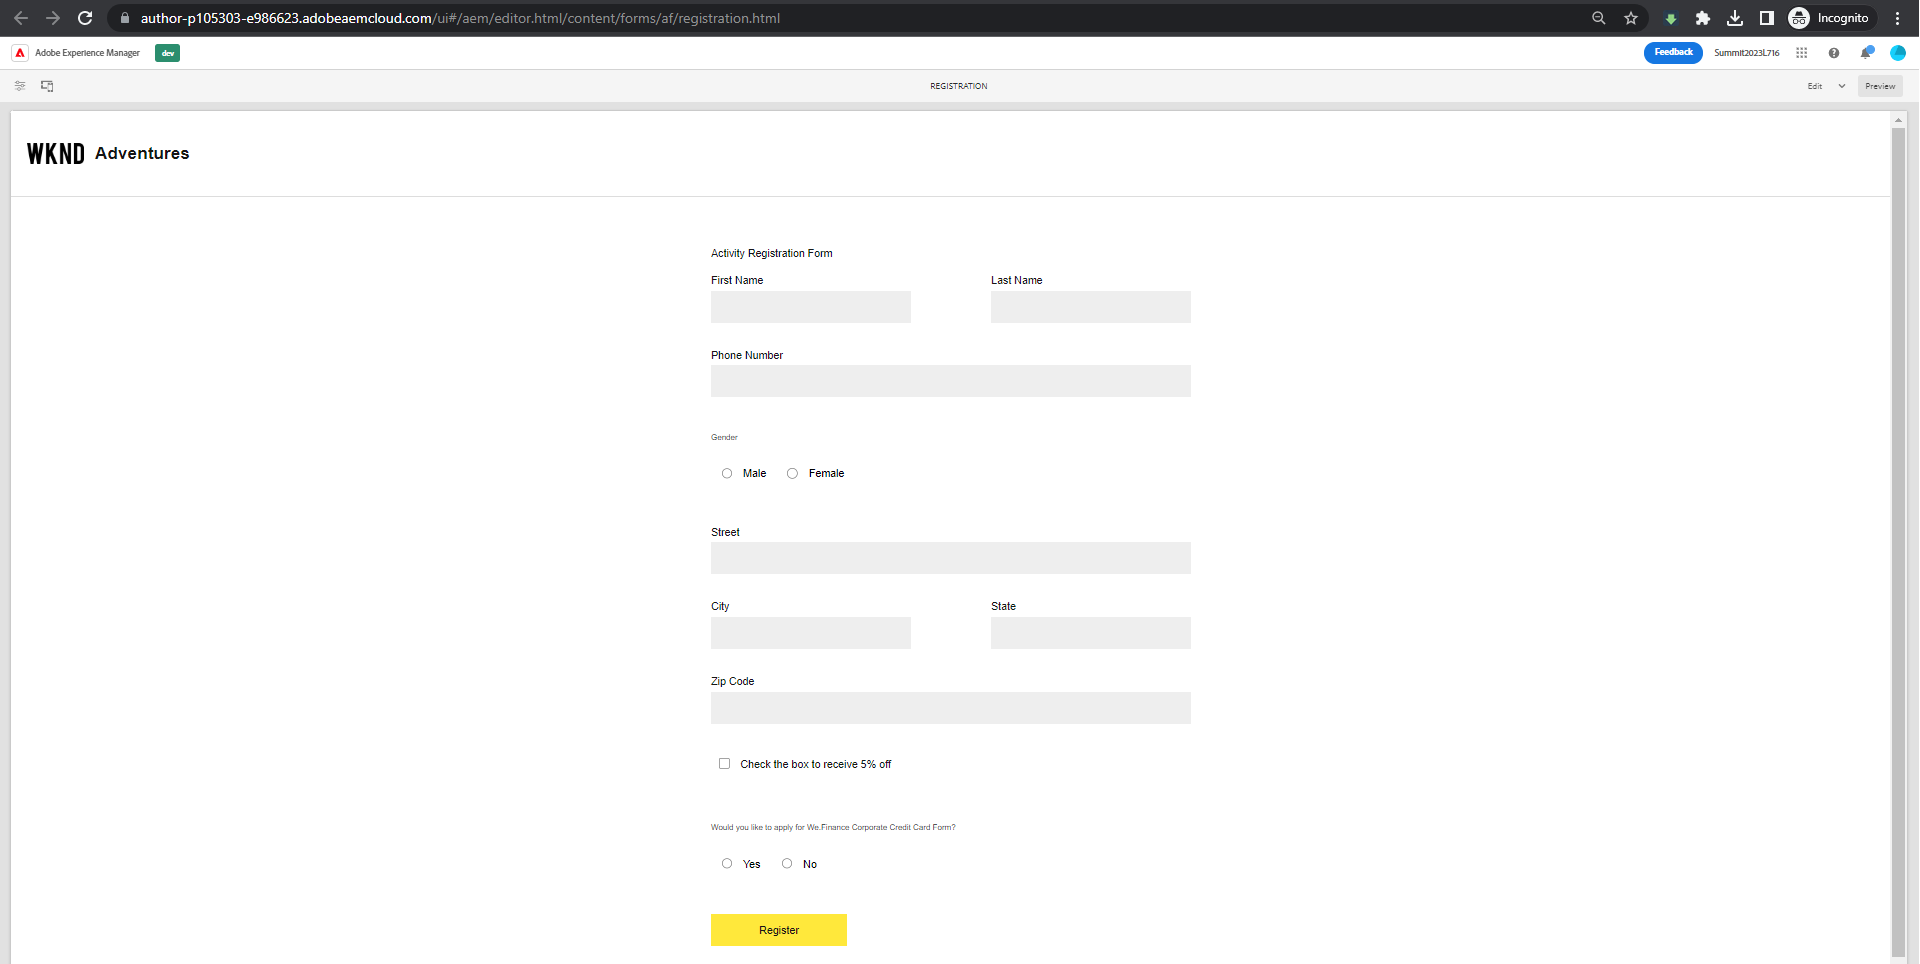 author-p105303-e986623.adobeaemcloud.com/ui#/aem/editor.html/content/forms/af/registration.html
Incognito
Adobe Experience Manager dev
Feedback Summit2023L716
REGISTRATION
Edit Preview
WKND Adventures
Activity Registration Form
First Name Last Name
Phone Number
Gender
Male Female
Street
City State
Zip Code
Check the box to receive 5% off
Would you like to apply for We.Finance Corporate Credit Card Form?
Yes No
Register